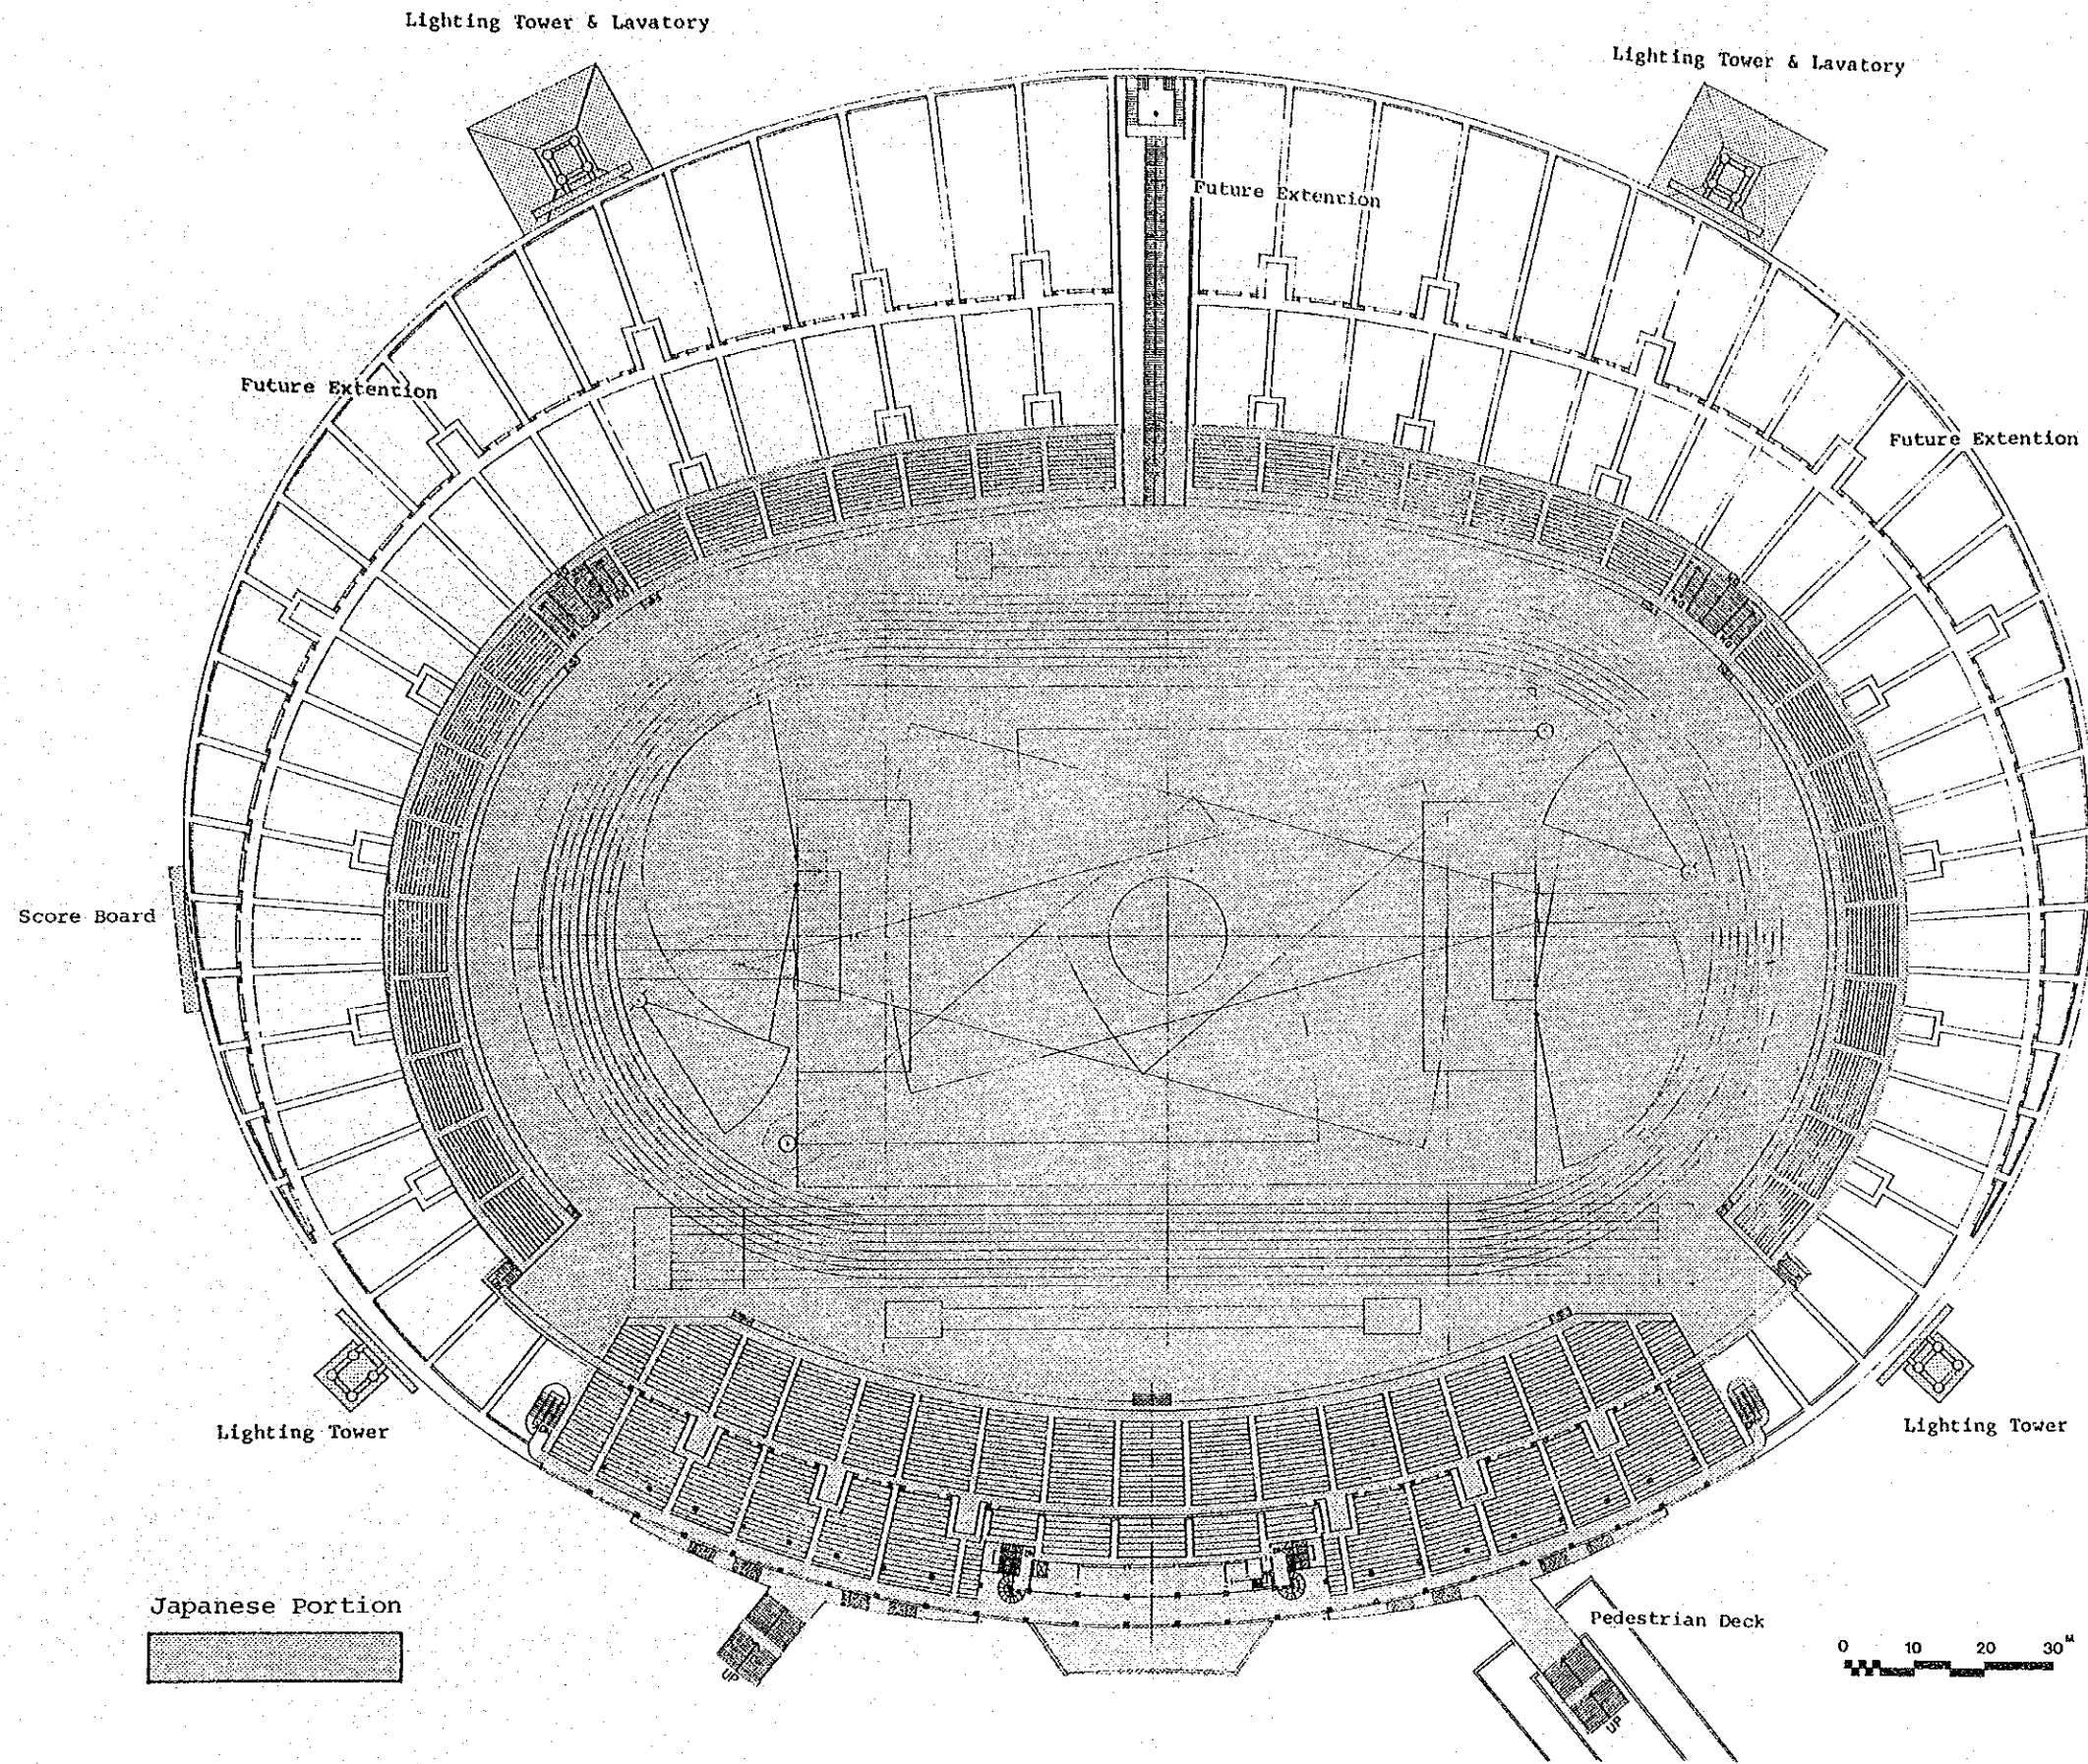 Lighting Tower & Lavatory
Lighting Tower & Lavatory
Future Extention
Future Extention
Future Extention
Score Board
Lighting Tower
Lighting Tower
Japanese Portion
Pedestrian Deck
0 10 20 30M
UP
UP